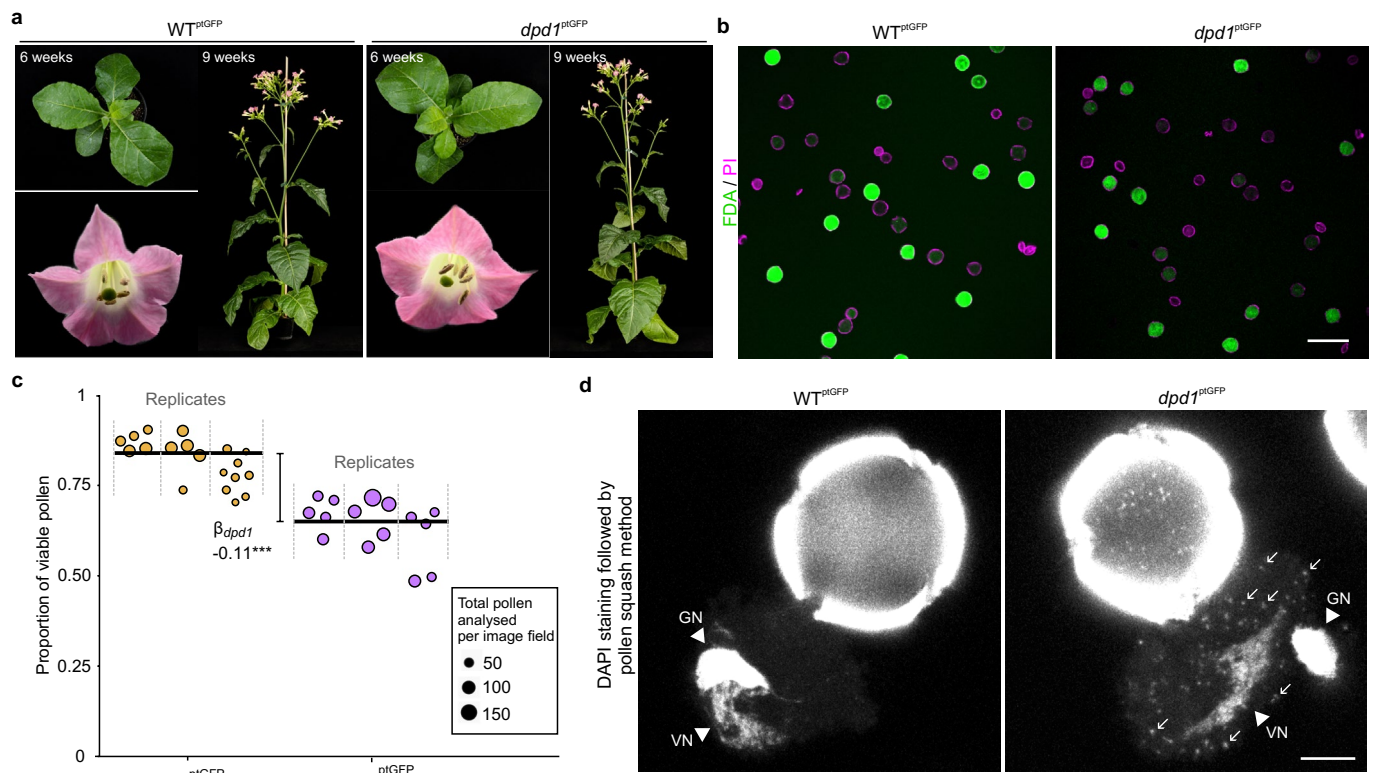 a
WT^ptGFP
dpd1^ptGFP
6 weeks
9 weeks
6 weeks
9 weeks
b
WT^ptGFP
dpd1^ptGFP
FDA / PI
c
Proportion of viable pollen
1
0.75
0.50
0.25
0
Replicates
Replicates
βdpd1
-0.11***
Total pollen
analysed
per image field
50
100
150
ptGFP
ptGFP
d
WT^ptGFP
dpd1^ptGFP
DAPI staining followed by
pollen squash method
GN
VN
GN
VN